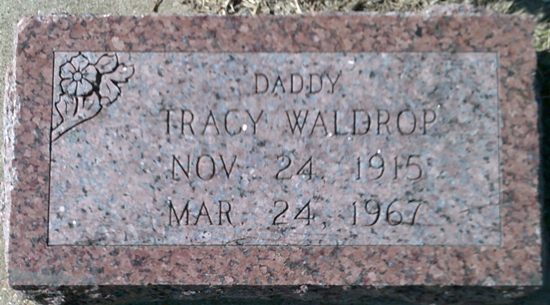 DADDY
TRACY WALDROP
NOV 24, 1915
MAR 24, 1967